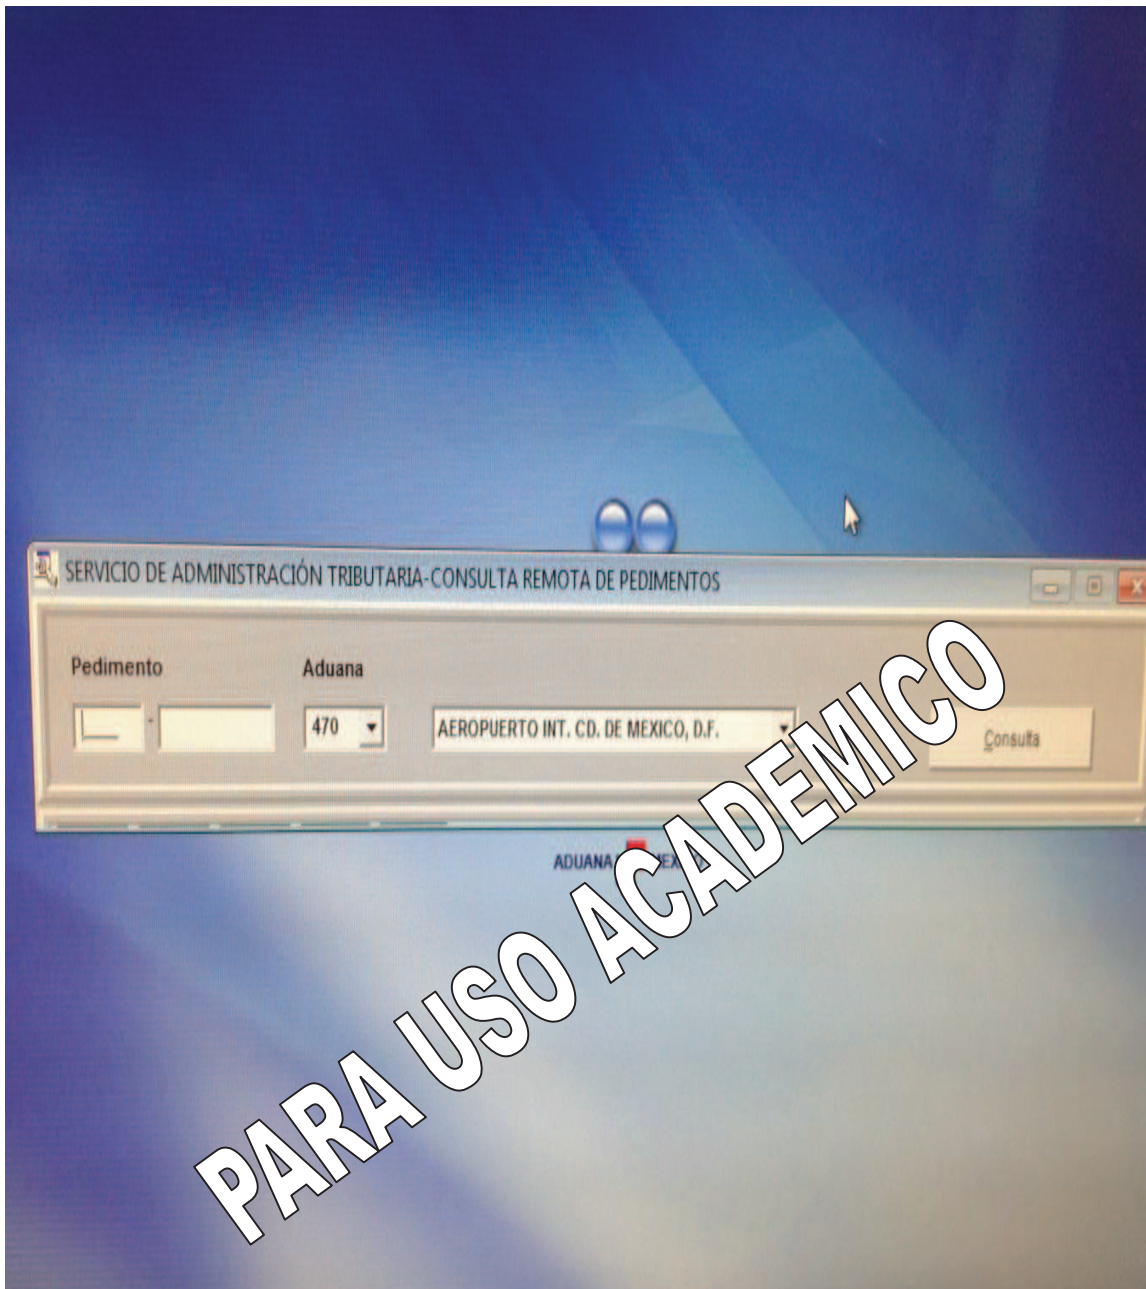 SERVICIO DE ADMINISTRACIÓN TRIBUTARIA-CONSULTA REMOTA DE PEDIMENTOS
Pedimento Aduana
- 470 AEROPUERTO INT. CD. DE MEXICO, D.F. Consulta
ADUANA
PARA USO ACADEMICO